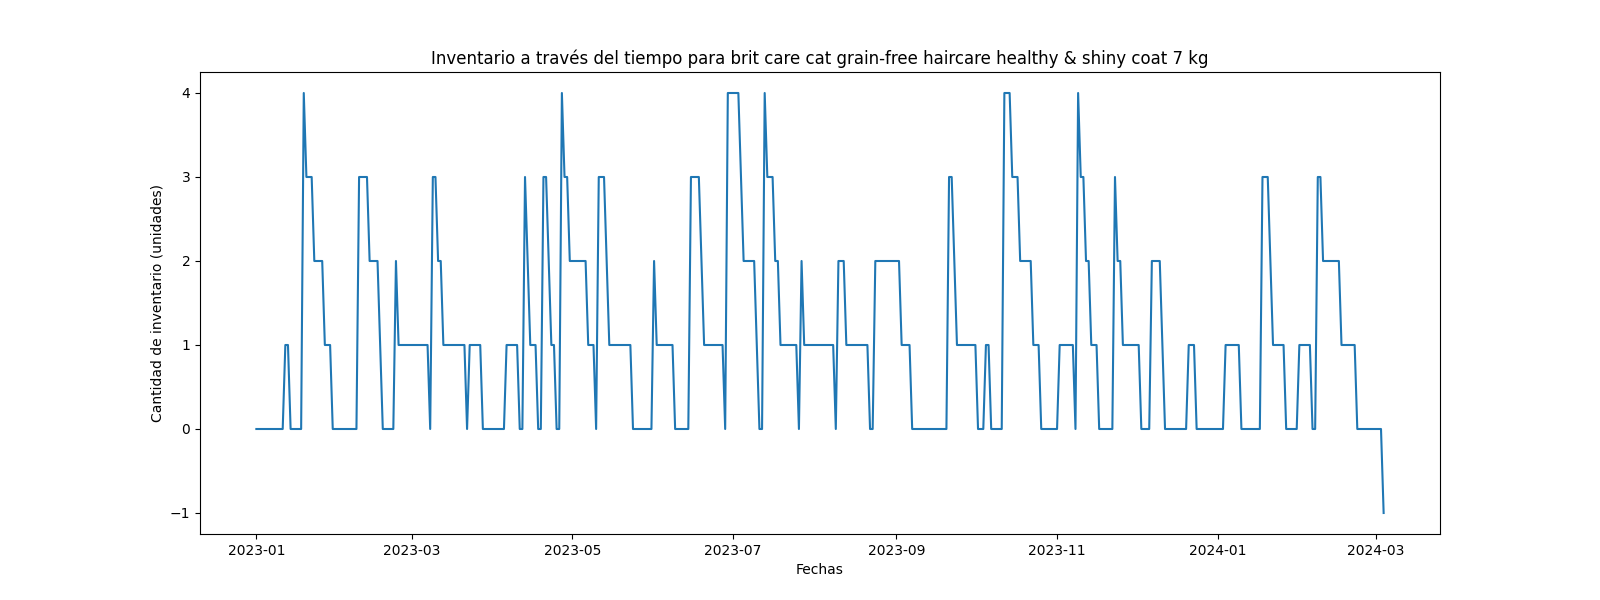 Inventario a través del tiempo para brit care cat grain-free haircare healthy & shiny coat 7 kg
Cantidad de inventario (unidades)
4
3
2
1
0
−1
2023-01 2023-03 2023-05 2023-07 2023-09 2023-11 2024-01 2024-03
Fechas